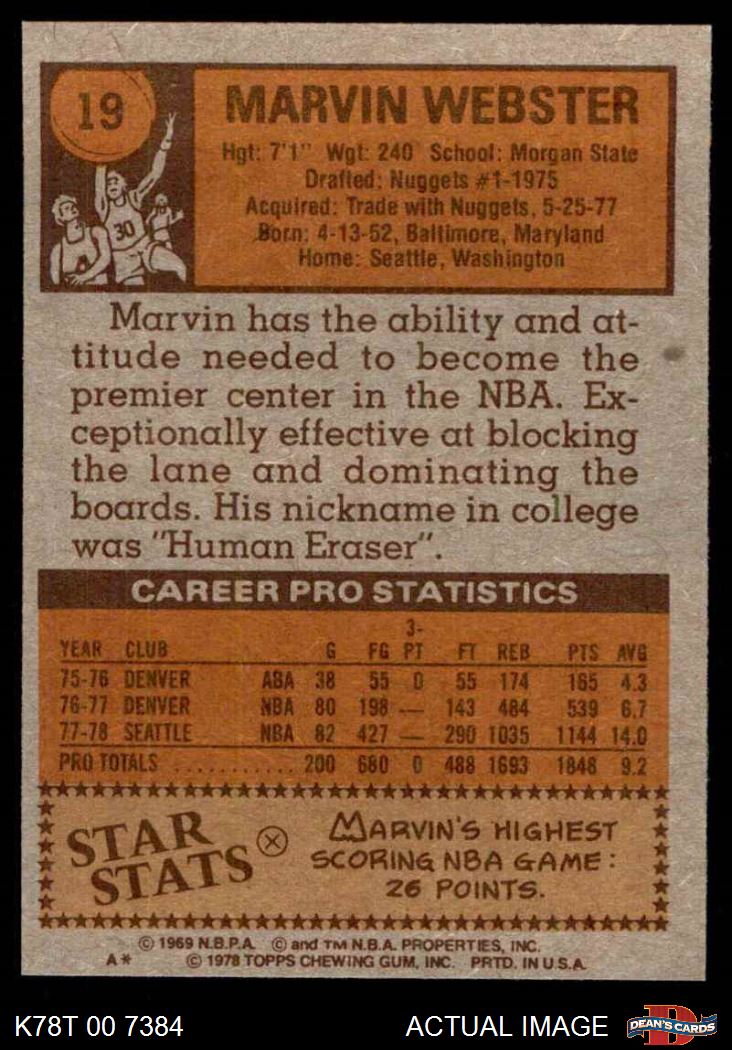 19
MARVIN WEBSTER
Hgt: 7'1" Wgt: 240 School: Morgan State
Drafted: Nuggets #1-1975
Acquired: Trade with Nuggets, 5-25-77
Born: 4-13-52, Baltimore, Maryland
Home: Seattle, Washington
30
Marvin has the ability and at-
titude needed to become the
premier center in the NBA. Ex-
ceptionally effective at blocking
the lane and dominating the
boards. His nickname in college
was "Human Eraser".
CAREER PRO STATISTICS
YEAR CLUB G FG 3-PT FT REB PTS AVG
75-76 DENVER ABA 38 55 0 55 174 165 4.3
76-77 DENVER NBA 80 198 — 143 484 539 6.7
77-78 SEATTLE NBA 82 427 — 290 1035 1144 14.0
PRO TOTALS ........... 200 680 0 488 1693 1848 9.2
STAR
STATS
MARVIN'S HIGHEST
SCORING NBA GAME:
26 POINTS.
© 1969 N.B.P.A. © and TM N.B.A. PROPERTIES, INC.
A* © 1978 TOPPS CHEWING GUM, INC. PRTD. IN U.S.A.
K78T 00 7384 ACTUAL IMAGE
D
DEAN'S CARDS